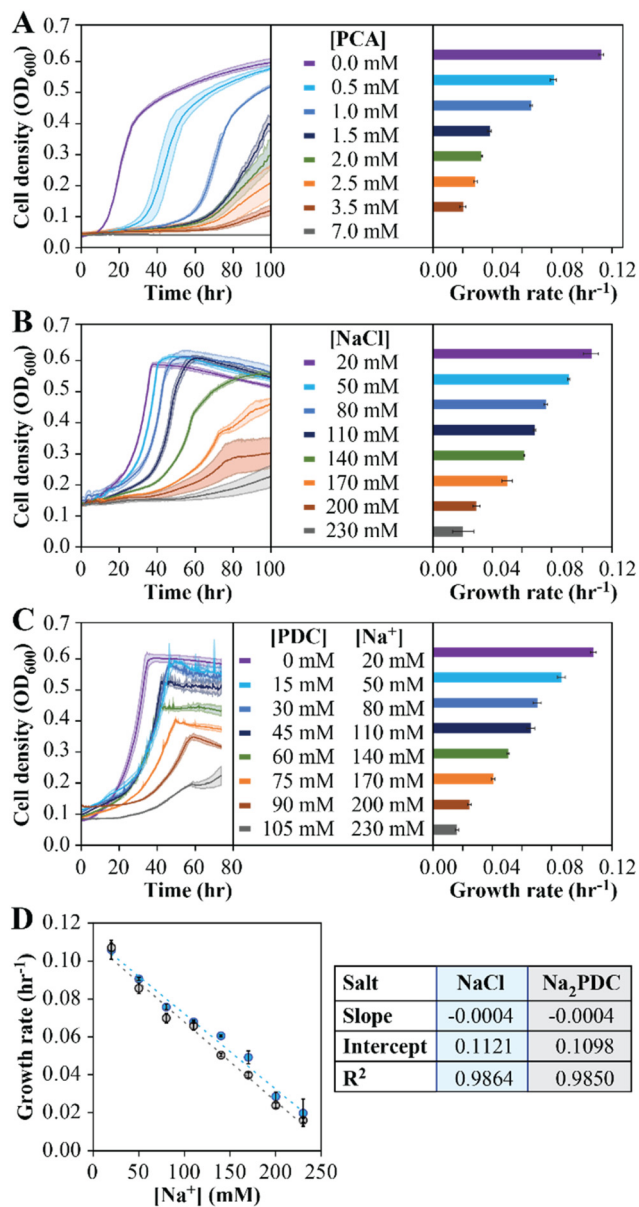 A
Cell density (OD600)
0.7
0.6
0.5
0.4
0.3
0.2
0.1
0.0
0 20 40 60 80 100
Time (hr)
[PCA]
0.0 mM
0.5 mM
1.0 mM
1.5 mM
2.0 mM
2.5 mM
3.5 mM
7.0 mM
0.00 0.04 0.08 0.12
Growth rate (hr-1)
B
Cell density (OD600)
0.7
0.6
0.5
0.4
0.3
0.2
0.1
0.0
0 20 40 60 80 100
Time (hr)
[NaCl]
20 mM
50 mM
80 mM
110 mM
140 mM
170 mM
200 mM
230 mM
0.00 0.04 0.08 0.12
Growth rate (hr-1)
C
Cell density (OD600)
0.7
0.6
0.5
0.4
0.3
0.2
0.1
0.0
0 20 40 60 80
Time (hr)
[PDC] [Na+]
0 mM 20 mM
15 mM 50 mM
30 mM 80 mM
45 mM 110 mM
60 mM 140 mM
75 mM 170 mM
90 mM 200 mM
105 mM 230 mM
0.00 0.04 0.08 0.12
Growth rate (hr-1)
D
Growth rate (hr-1)
0.12
0.10
0.08
0.06
0.04
0.02
0.00
0 50 100 150 200 250
[Na+] (mM)
Salt NaCl Na2PDC
Slope -0.0004 -0.0004
Intercept 0.1121 0.1098
R2 0.9864 0.9850